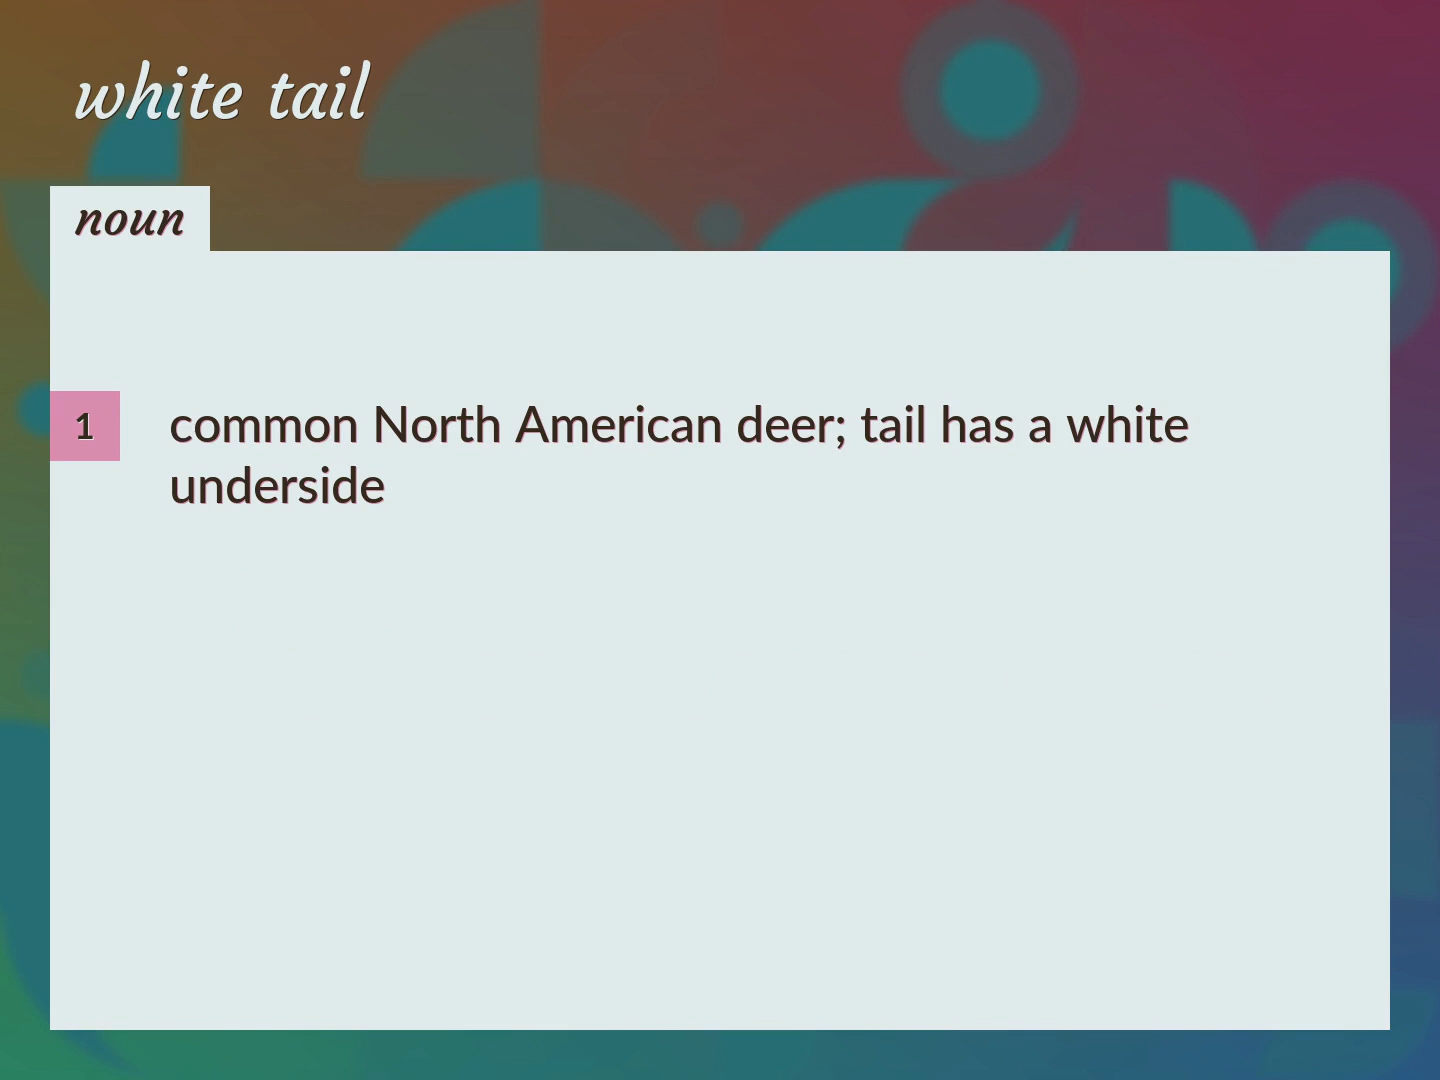 white tail
noun
1
common North American deer; tail has a white
underside